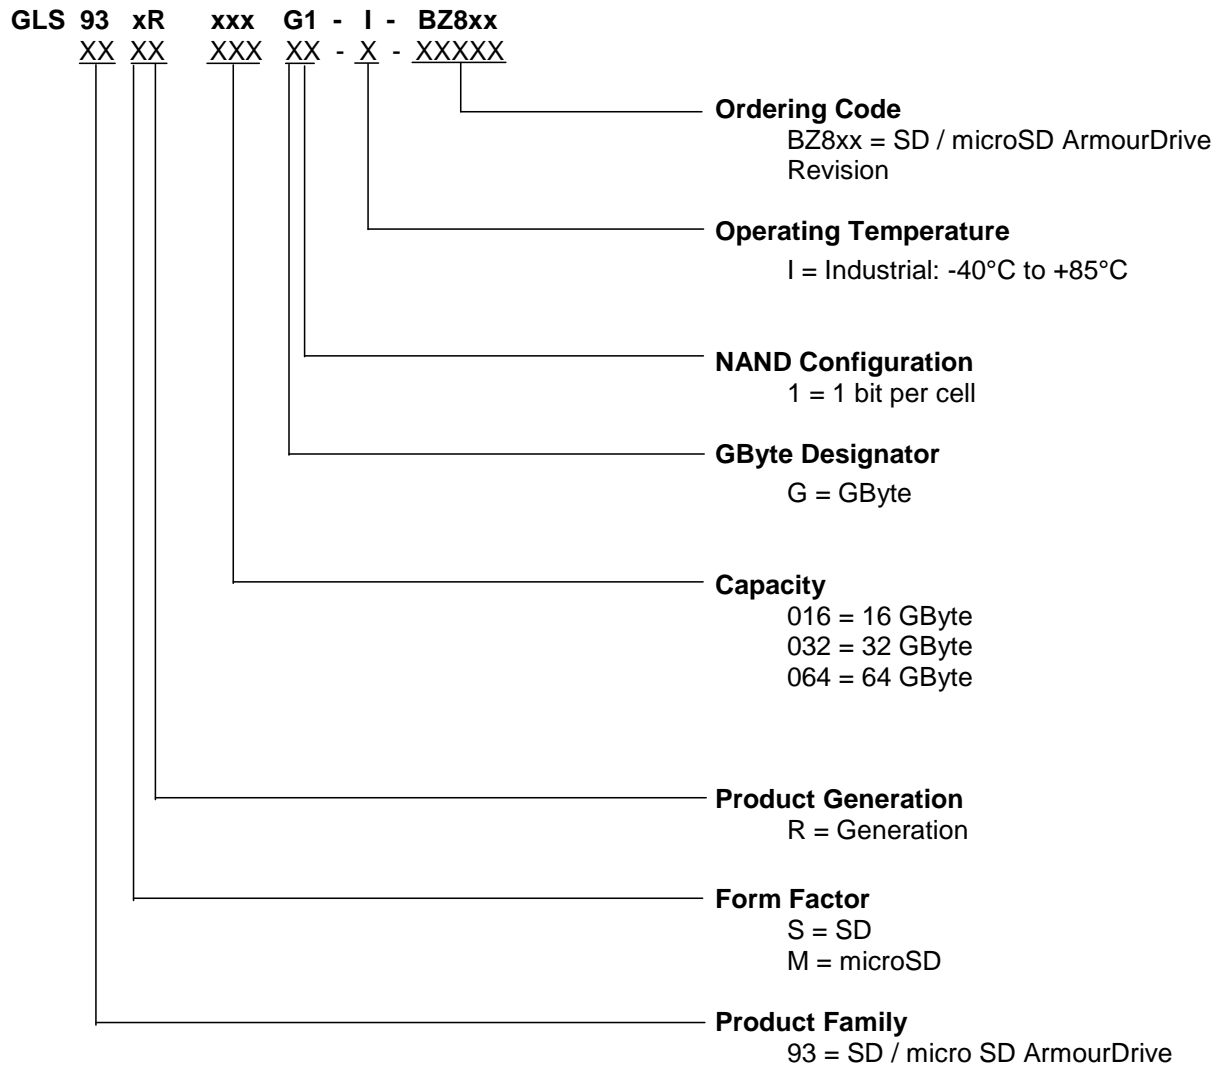 GLS 93 xR xxx G1 - I - BZ8xx
XX XX XXX XX - X - XXXXX
Ordering Code
BZ8xx = SD / microSD ArmourDrive
Revision
Operating Temperature
I = Industrial: -40°C to +85°C
NAND Configuration
1 = 1 bit per cell
GByte Designator
G = GByte
Capacity
016 = 16 GByte
032 = 32 GByte
064 = 64 GByte
Product Generation
R = Generation
Form Factor
S = SD
M = microSD
Product Family
93 = SD / micro SD ArmourDrive